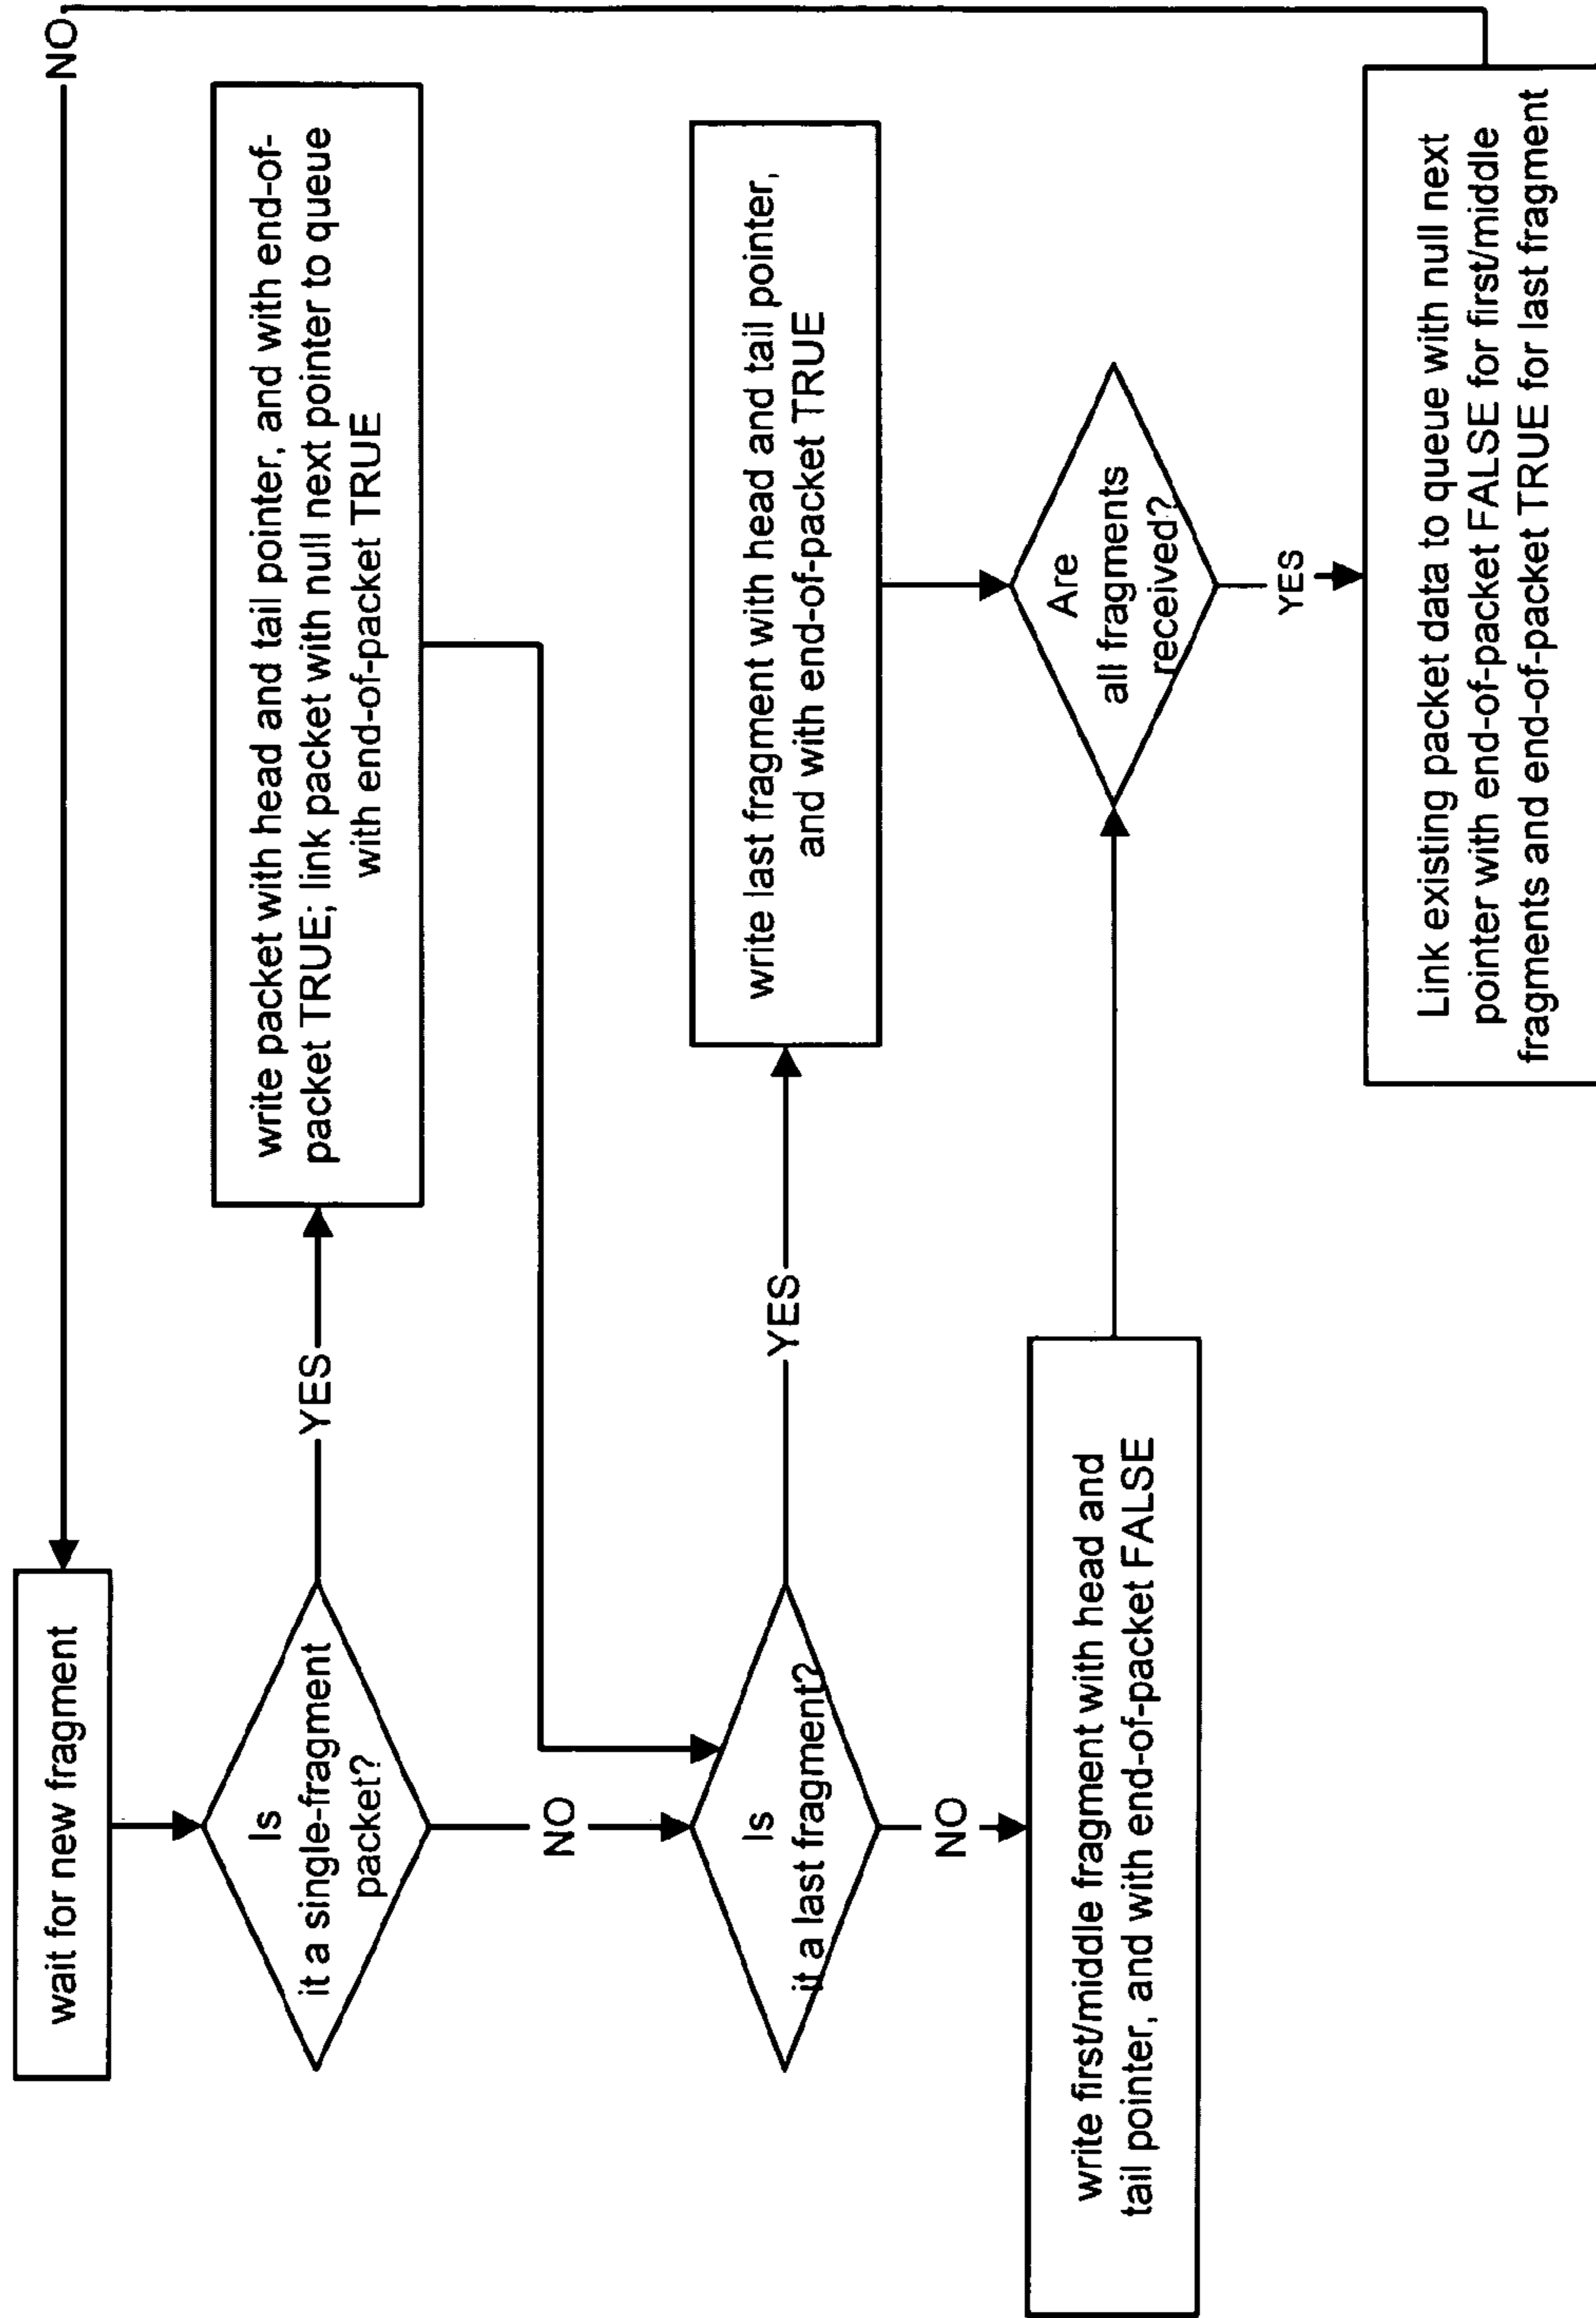 wait for new fragment
NO
Is
it a single-fragment
packet?
YES
write packet with head and tail pointer, and with end-of-
packet TRUE; link packet with null next pointer to queue
with end-of-packet TRUE
NO
Is
it a last fragment?
YES
write last fragment with head and tail pointer,
and with end-of-packet TRUE
NO
write first/middle fragment with head and
tail pointer, and with end-of-packet FALSE
Are
all fragments
received?
YES
Link existing packet data to queue with null next
pointer with end-of-packet FALSE for first/middle
fragments and end-of-packet TRUE for last fragment